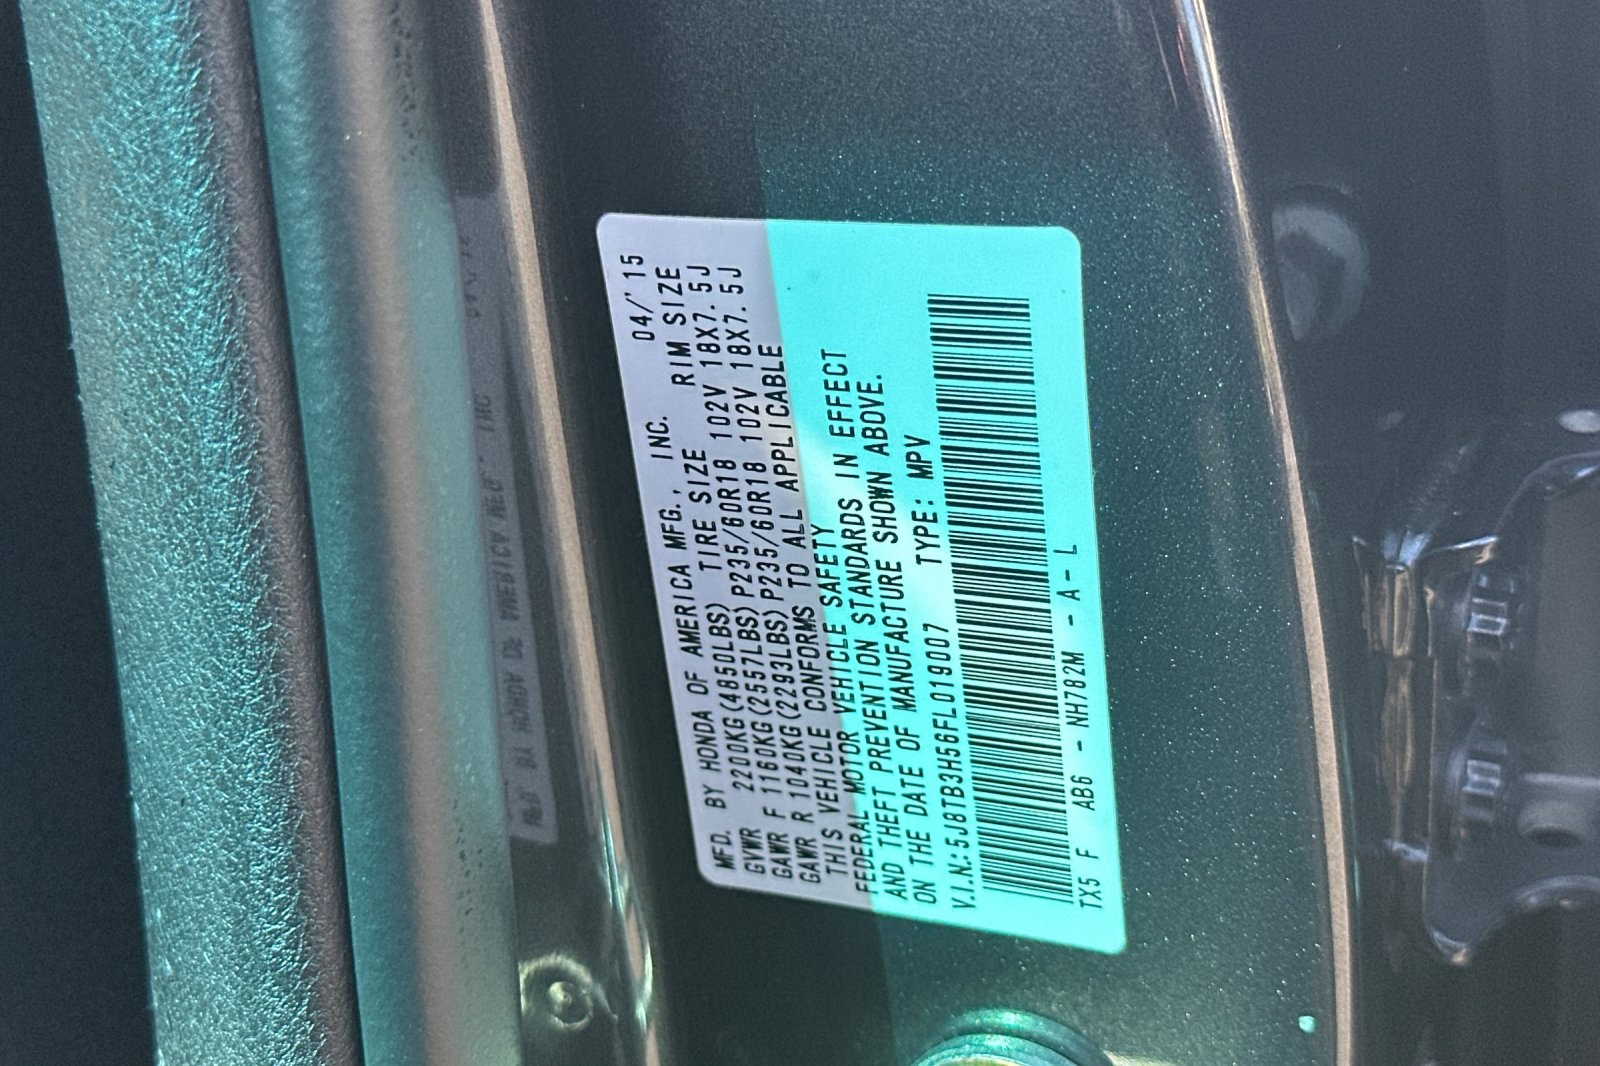 MFD. BY HONDA OF AMERICA MFG., INC. 04/'15
GVWR 2200KG(4850LBS) TIRE SIZE RIM SIZE
GAWR F 1160KG(2557LBS) P235/60R18 102V 18X7.5J
GAWR R 1040KG(2293LBS) P235/60R18 102V 18X7.5J
THIS VEHICLE CONFORMS TO ALL APPLICABLE
FEDERAL MOTOR VEHICLE SAFETY
AND THEFT PREVENTION STANDARDS IN EFFECT
ON THE DATE OF MANUFACTURE SHOWN ABOVE.
V.I.N.:5J8TB3H56FL019007 TYPE: MPV
TX5 F AB6 - NH782M - A - L